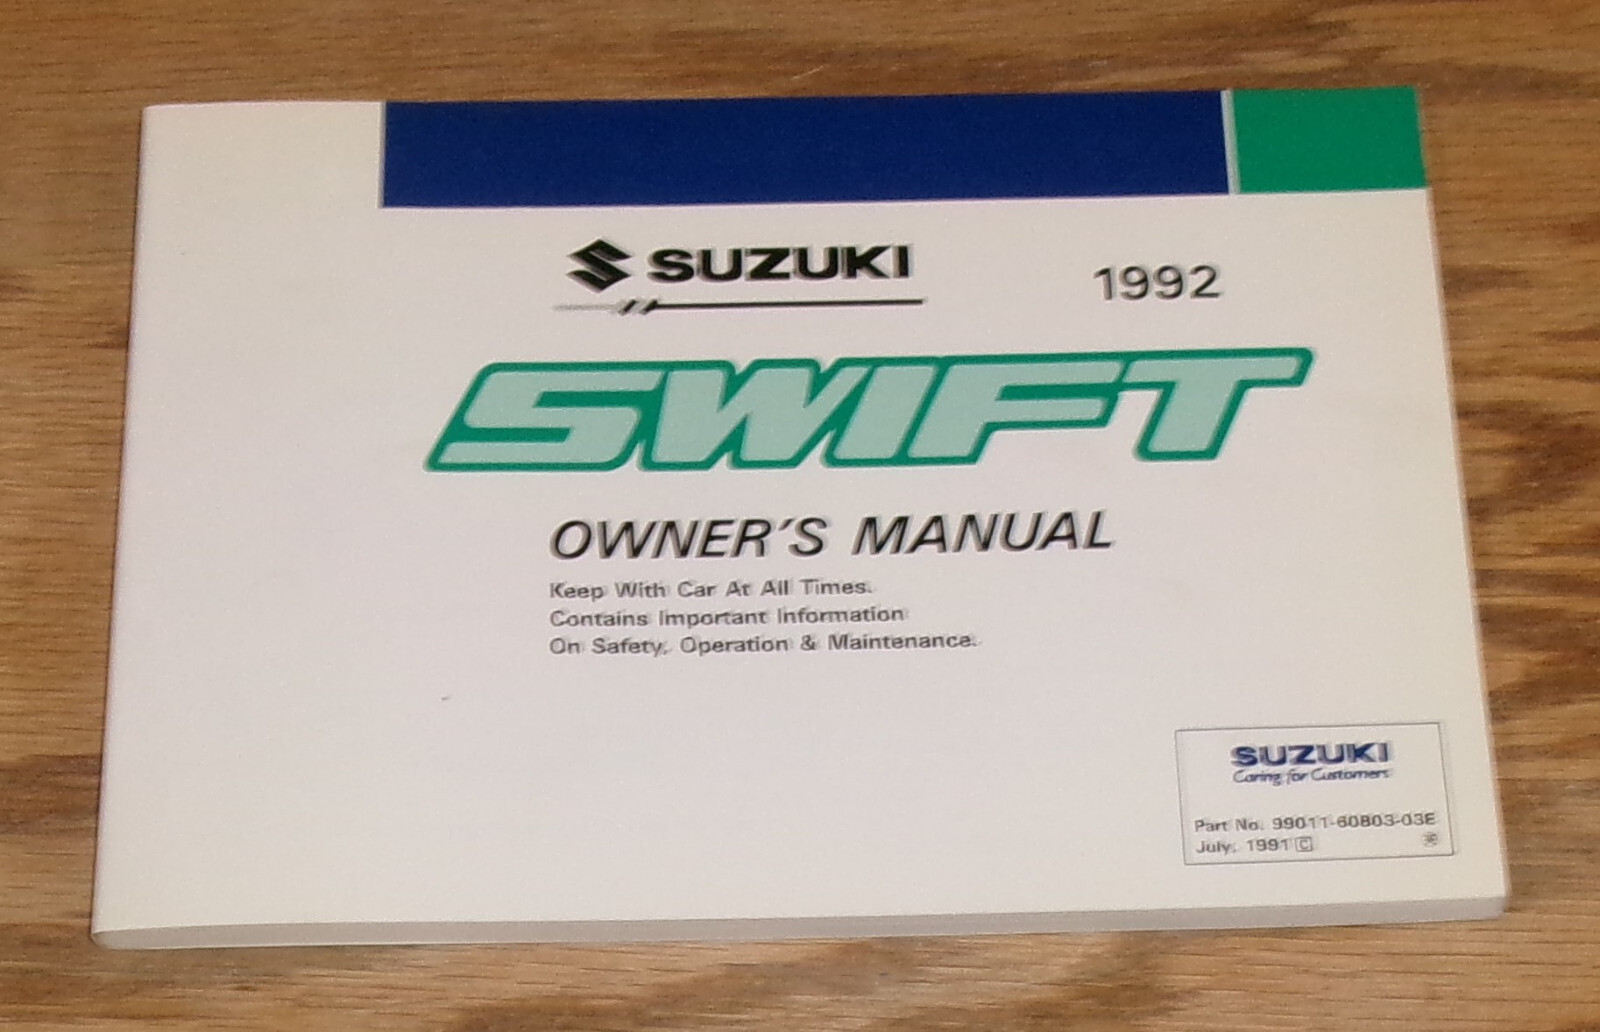 SUZUKI 1992
SWIFT
OWNER'S MANUAL
Keep With Car At All Times.
Contains Important Information
On Safety, Operation & Maintenance.
SUZUKI
Caring for Customers
Part No. 99011-60B03-03E
July, 1991 C